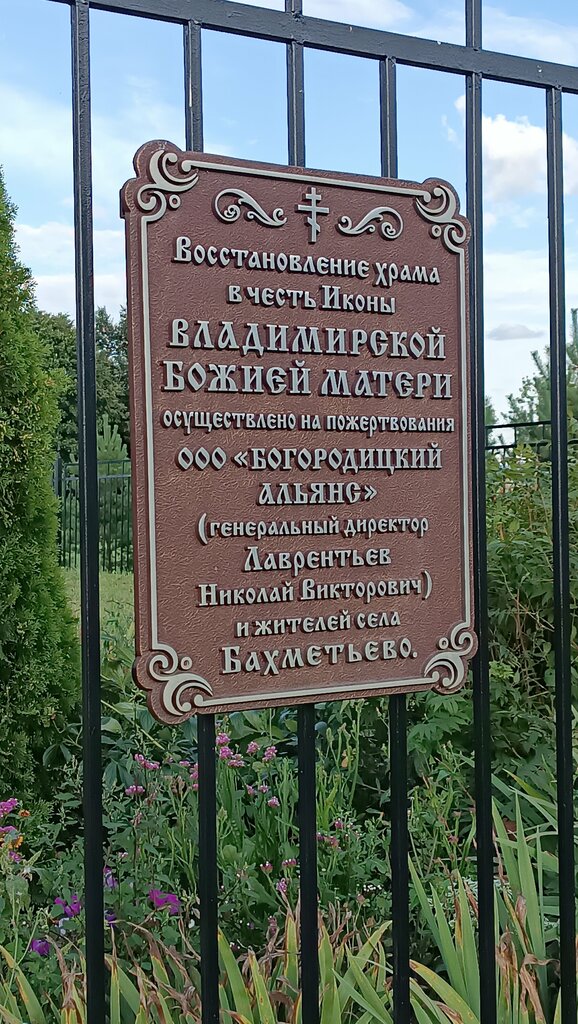 Восстановление храма
в честь Иконы
ВЛАДИМИРСКОЙ
БОЖИЕЙ МАТЕРИ
осуществлено на пожертвования
ООО «БОГОРОДИЦКИЙ
АЛЬЯНС»
(генеральный директор
Лаврентьев
Николай Викторович)
и жителей села
Бахметьево.